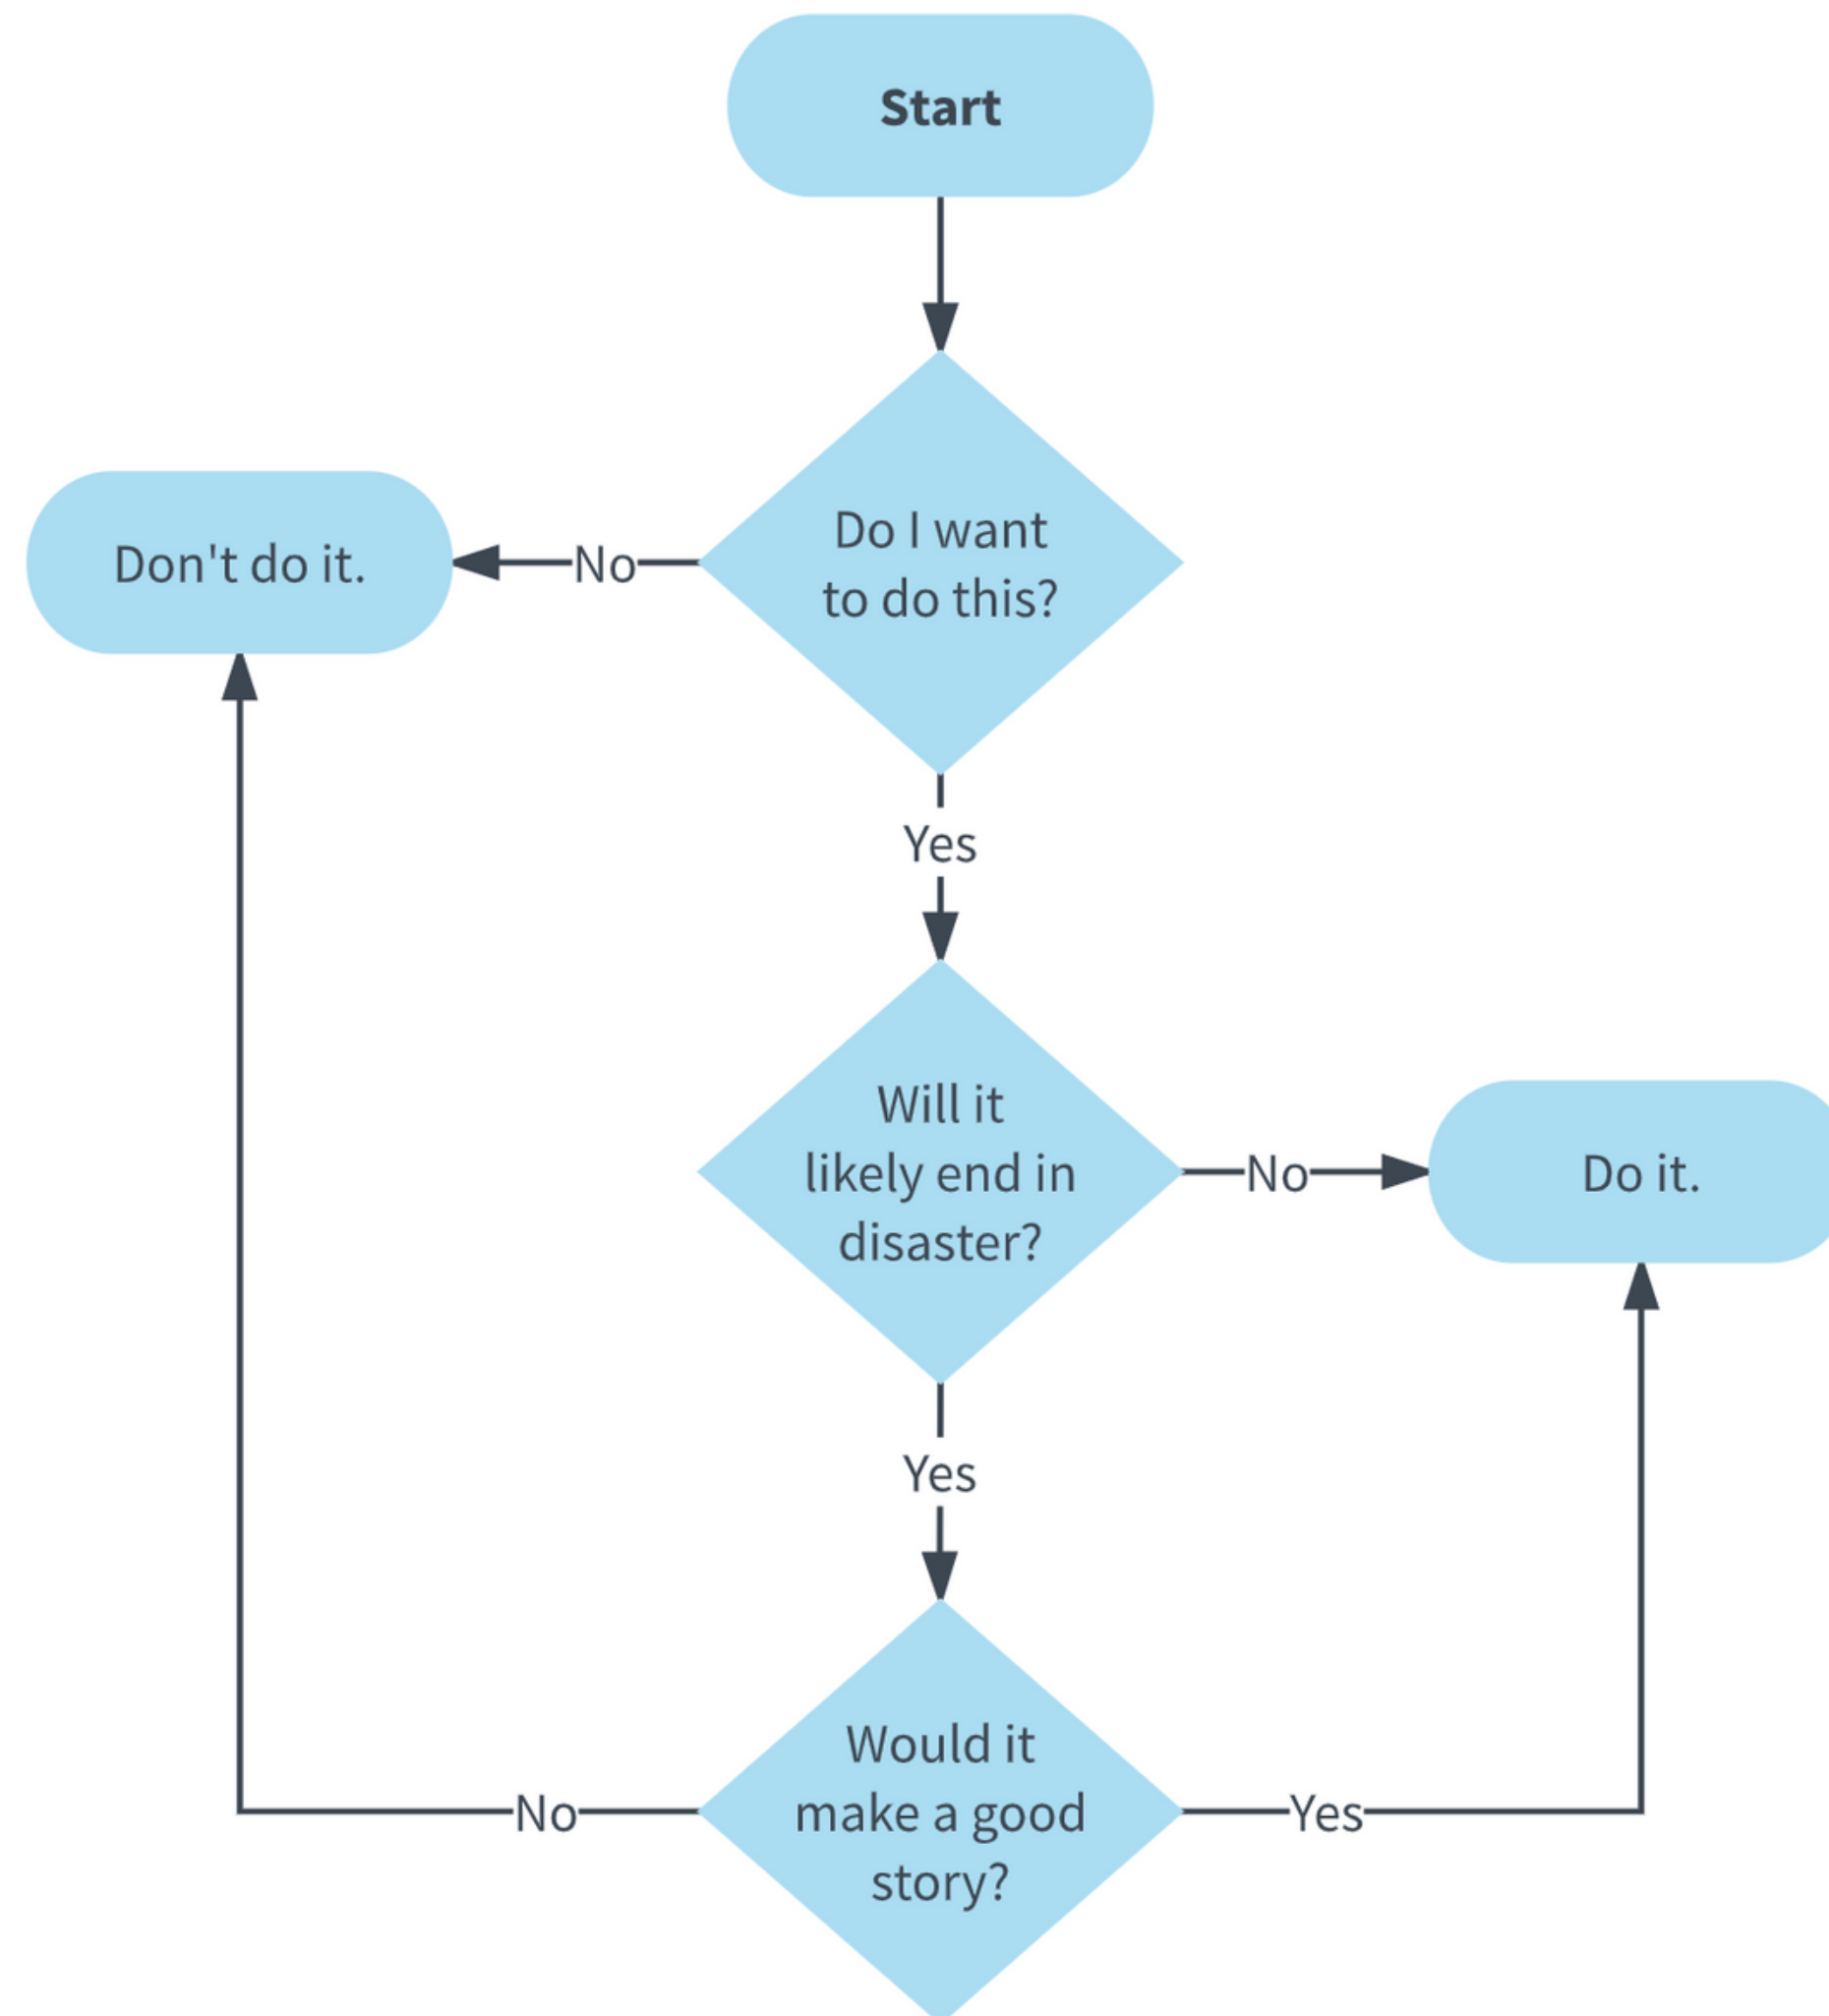 Start
Do I want
to do this?
No
Don't do it.
Yes
Will it
likely end in
disaster?
No
Do it.
Yes
Would it
make a good
story?
No
Yes